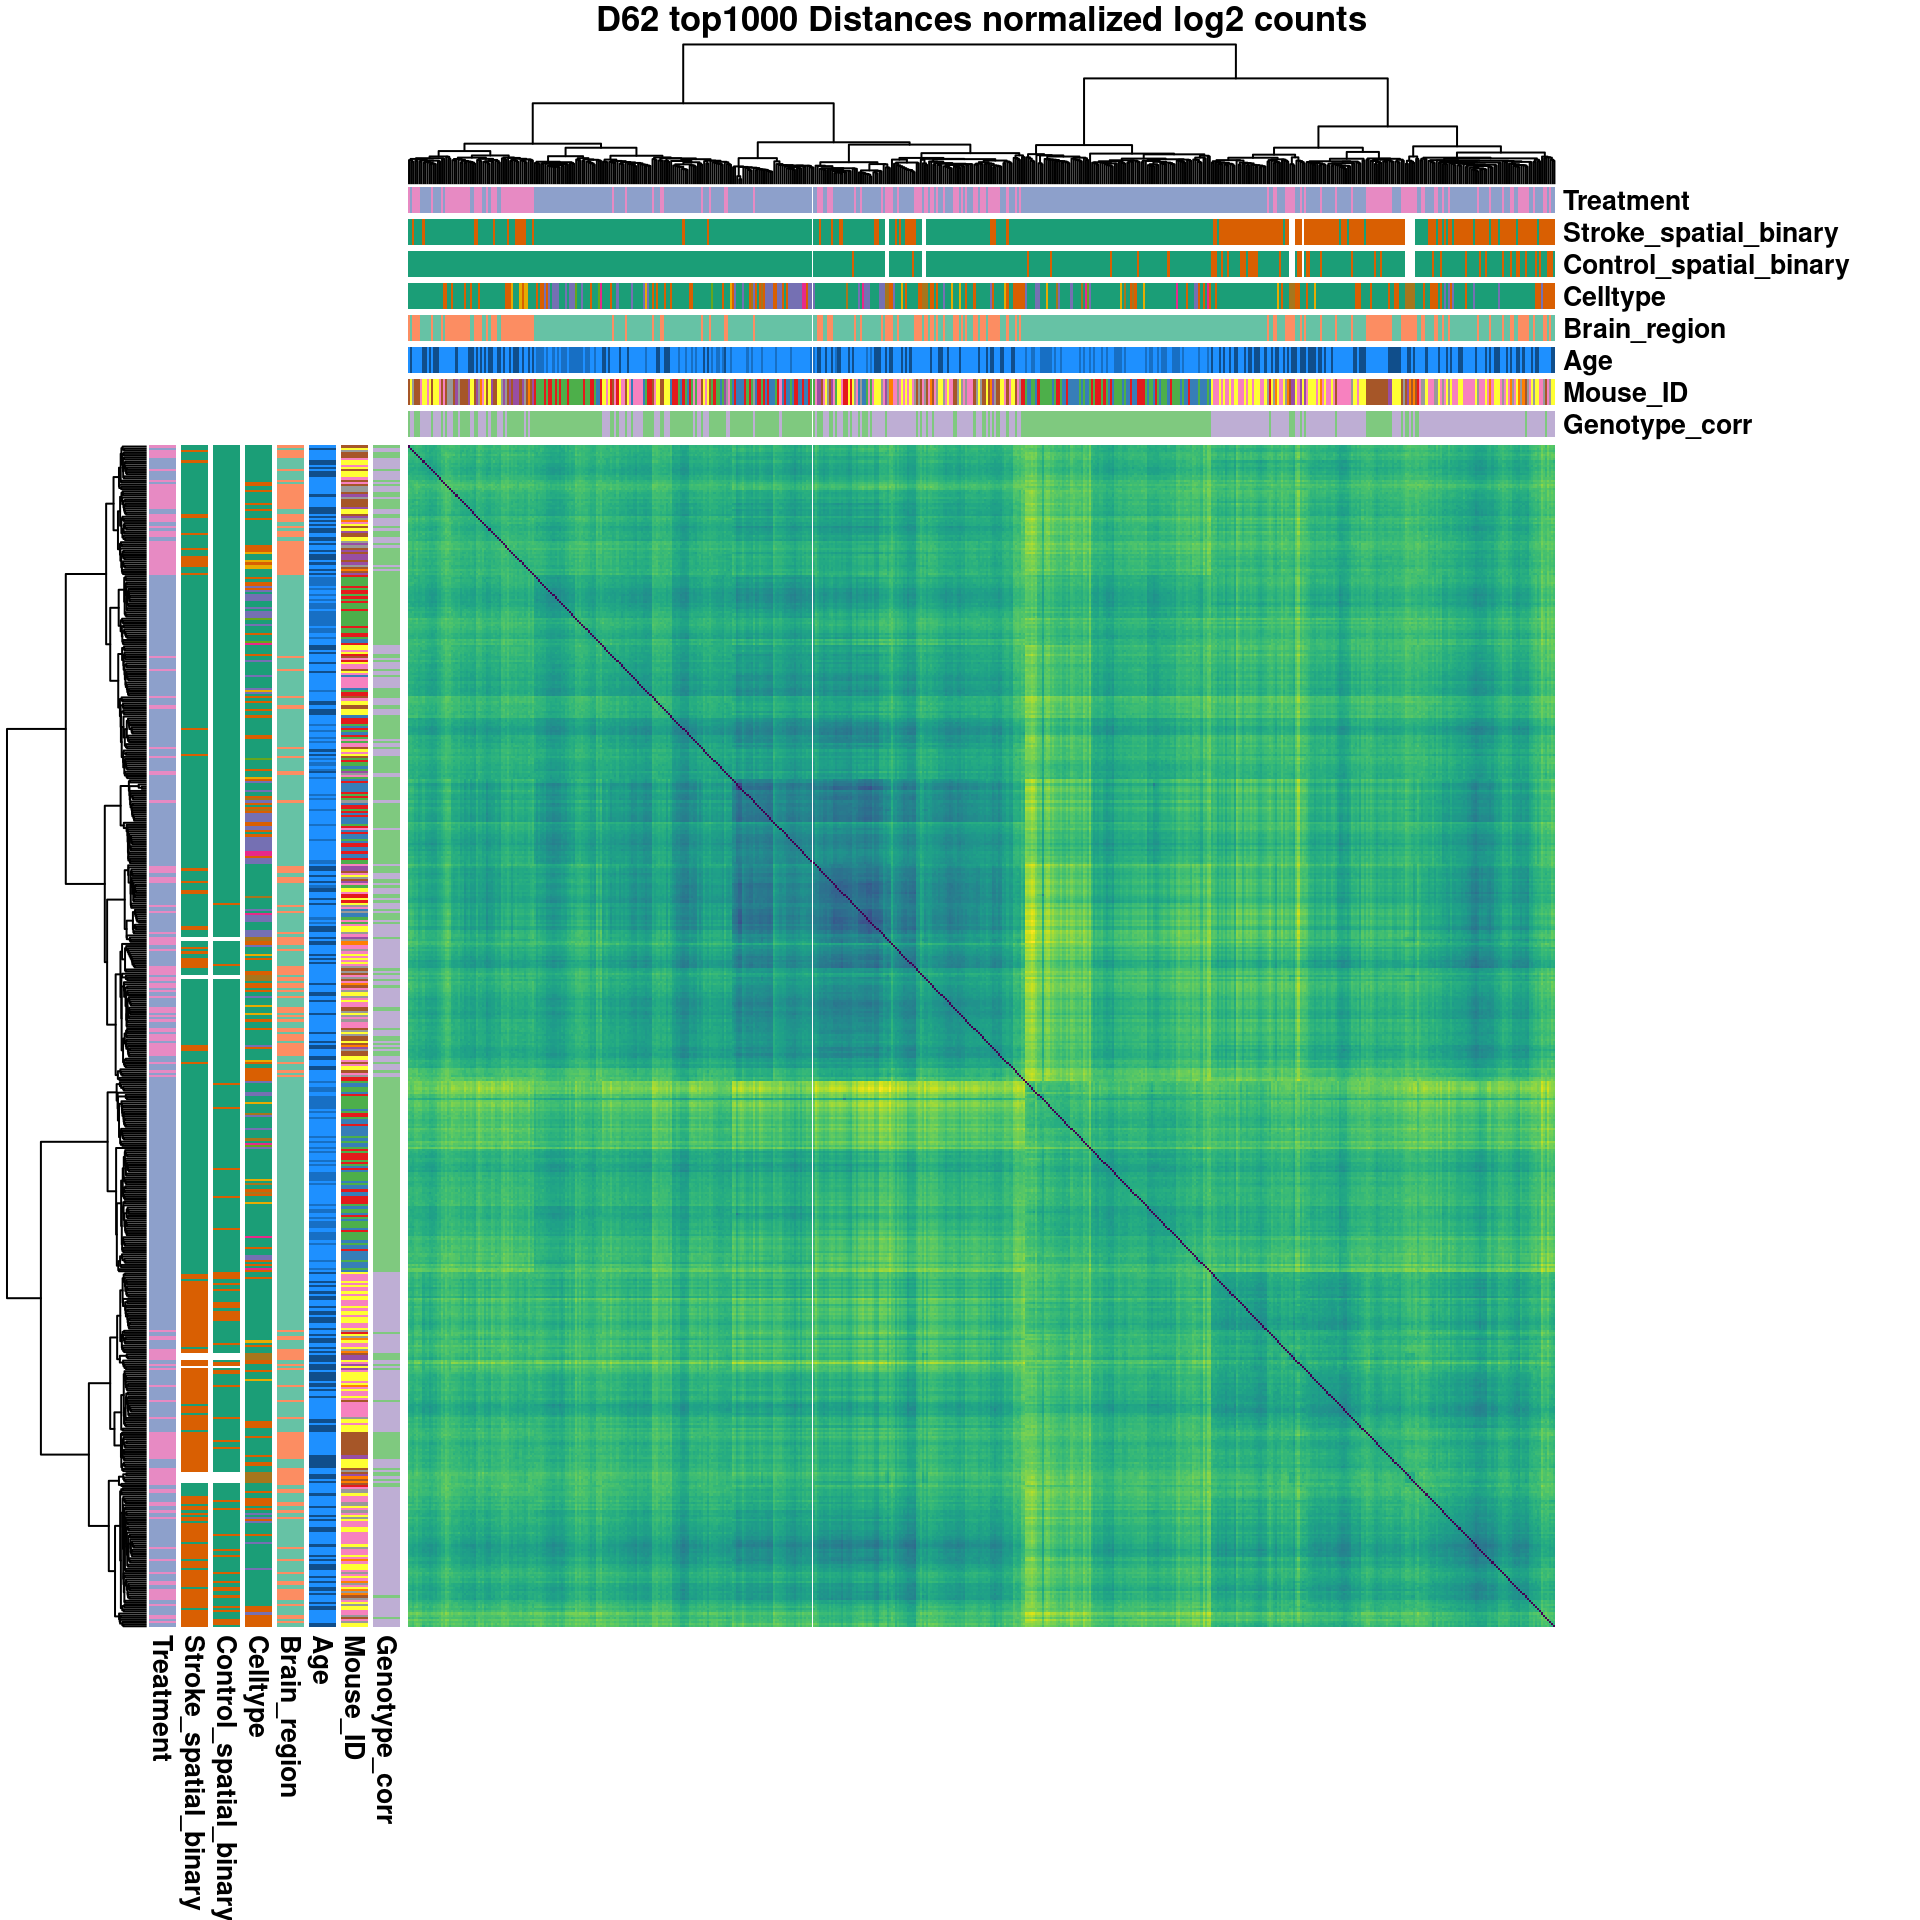 D62 top1000 Distances normalized log2 counts
Treatment
Stroke_spatial_binary
Control_spatial_binary
Celltype
Brain_region
Age
Mouse_ID
Genotype_corr
Treatment
Stroke_spatial_binary
Control_spatial_binary
Celltype
Brain_region
Age
Mouse_ID
Genotype_corr